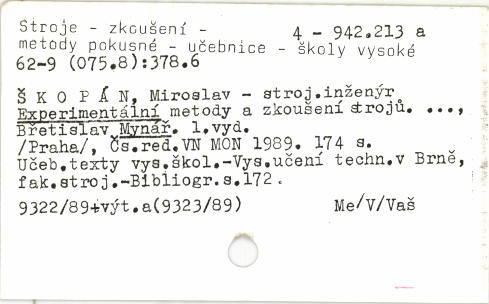 Stroje - zkoušení - 4 - 942.213 a
metody pokusné - učebnice - školy vysoké
62-9 (075.8):378.6
Š K O P Á N, Miroslav - stroj.inženýr
Experimentální metody a zkoušení strojů. ...,
Břetislav Mynář. 1.vyd.
/Praha/, Čs.red.VN MON 1989. 174 s.
Učeb.texty vys.škol.-Vys.učení techn.v Brně,
fak.stroj.-Bibliogr.s.172.
9322/89+výt.a(9323/89) Me/V/Vaš